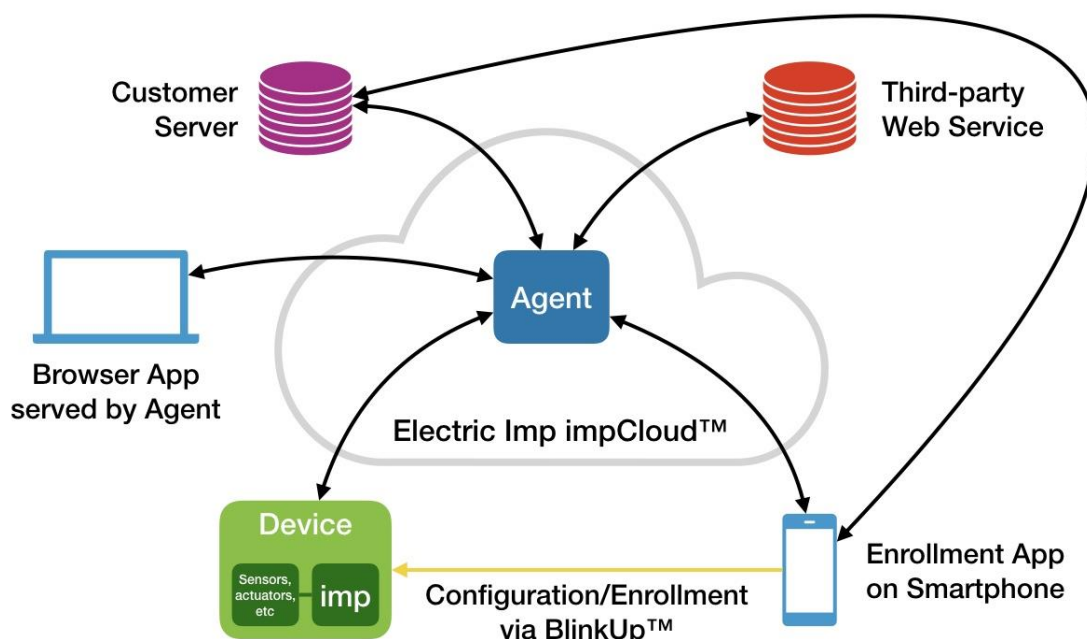 Customer
Server
Third-party
Web Service
Agent
Browser App
served by Agent
Electric Imp impCloud™
Device
Sensors,
actuators,
etc
imp
Configuration/Enrollment
via BlinkUp™
Enrollment App
on Smartphone